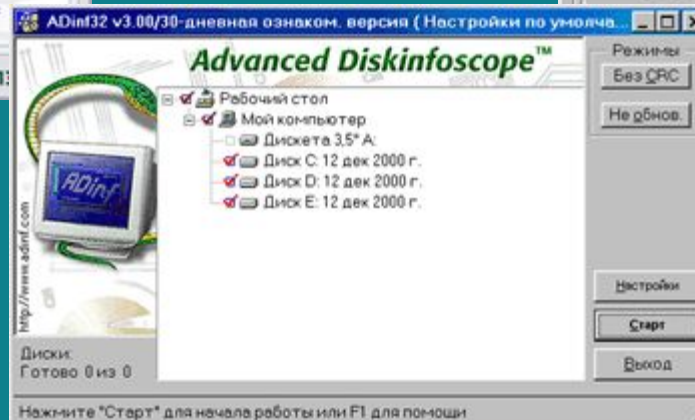 ADinf32 v3.00/30-дневная ознаком. версия ( Настройки по умолча...
Advanced Diskinfoscope™
Режимы
Без CRC
Не обнов.
Рабочий стол
Мой компьютер
Дискета 3,5" A:
Диск C: 12 дек 2000 г.
Диск D: 12 дек 2000 г.
Диск E: 12 дек 2000 г.
ADinf
http://www.adinf.com
Настройки
Старт
Выход
Диски:
Готово 0 из 0
Нажмите "Старт" для начала работы или F1 для помощи